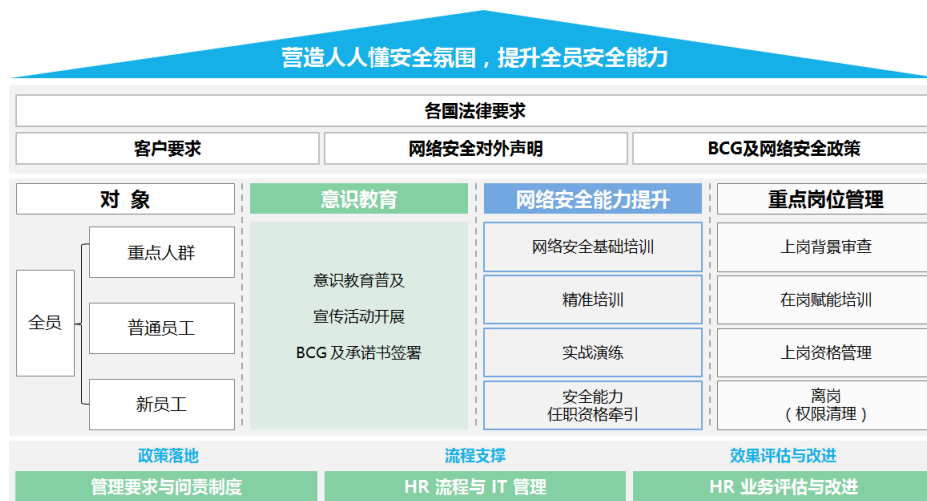 营造人人懂安全氛围，提升全员安全能力
各国法律要求
客户要求
网络安全对外声明
BCG及网络安全政策
对 象
意识教育
网络安全能力提升
重点岗位管理
全员
重点人群
普通员工
新员工
意识教育普及
宣传活动开展
BCG 及承诺书签署
网络安全基础培训
精准培训
实战演练
安全能力
任职资格牵引
上岗背景审查
在岗赋能培训
上岗资格管理
离岗
（权限清理）
政策落地
流程支撑
效果评估与改进
管理要求与问责制度
HR 流程与 IT 管理
HR 业务评估与改进